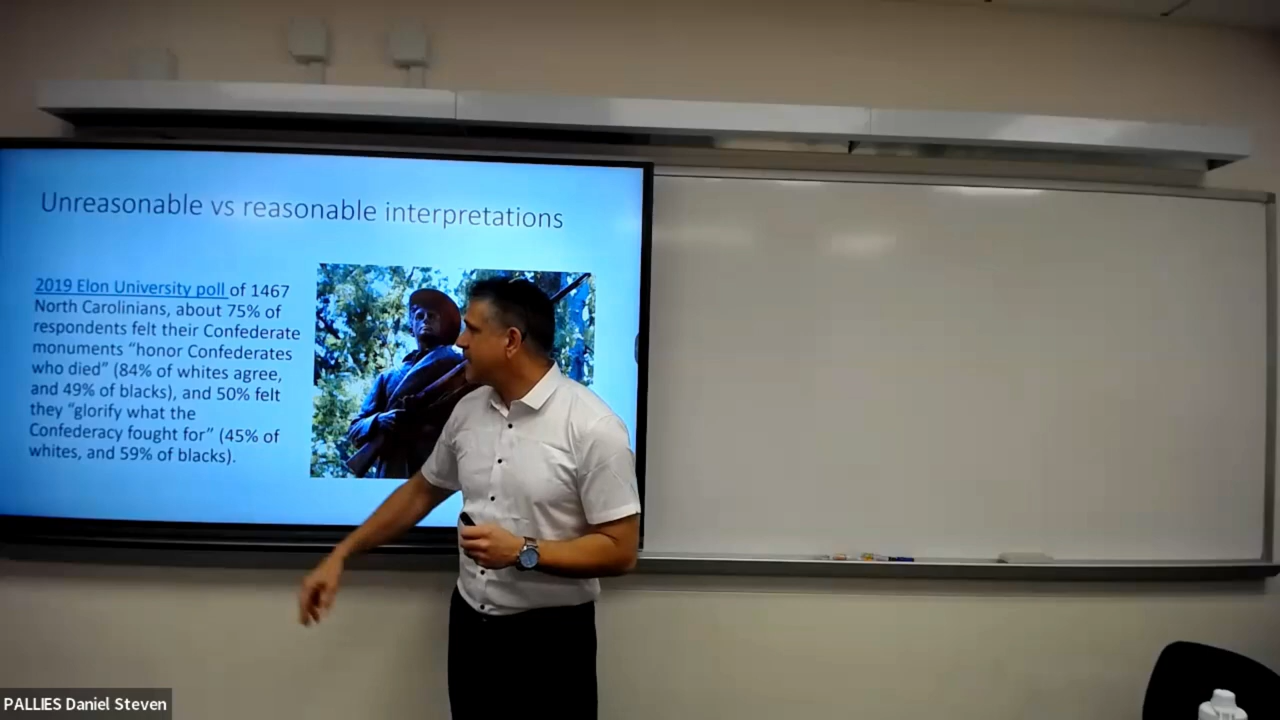 Unreasonable vs reasonable interpretations
2019 Elon University poll of 1467
North Carolinians, about 75% of
respondents felt their Confederate
monuments “honor Confederates
who died” (84% of whites agree,
and 49% of blacks), and 50% felt
they “glorify what the
Confederacy fought for” (45% of
whites, and 59% of blacks).
PALLIES Daniel Steven